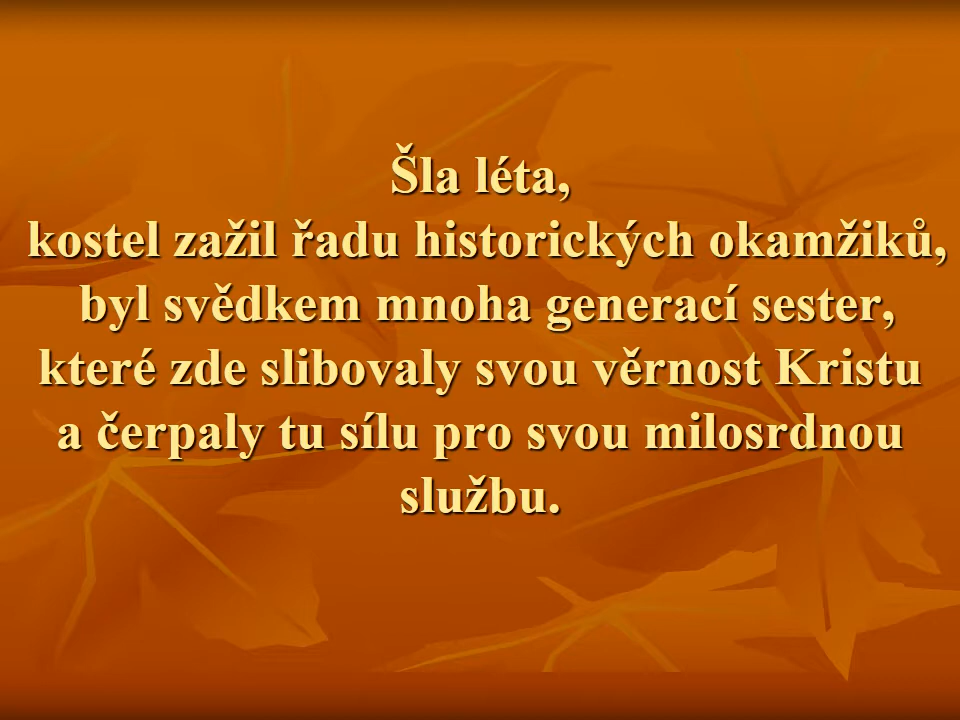 Šla léta,
kostel zažil řadu historických okamžiků,
byl svědkem mnoha generací sester,
které zde slibovaly svou věrnost Kristu
a čerpaly tu sílu pro svou milosrdnou
službu.